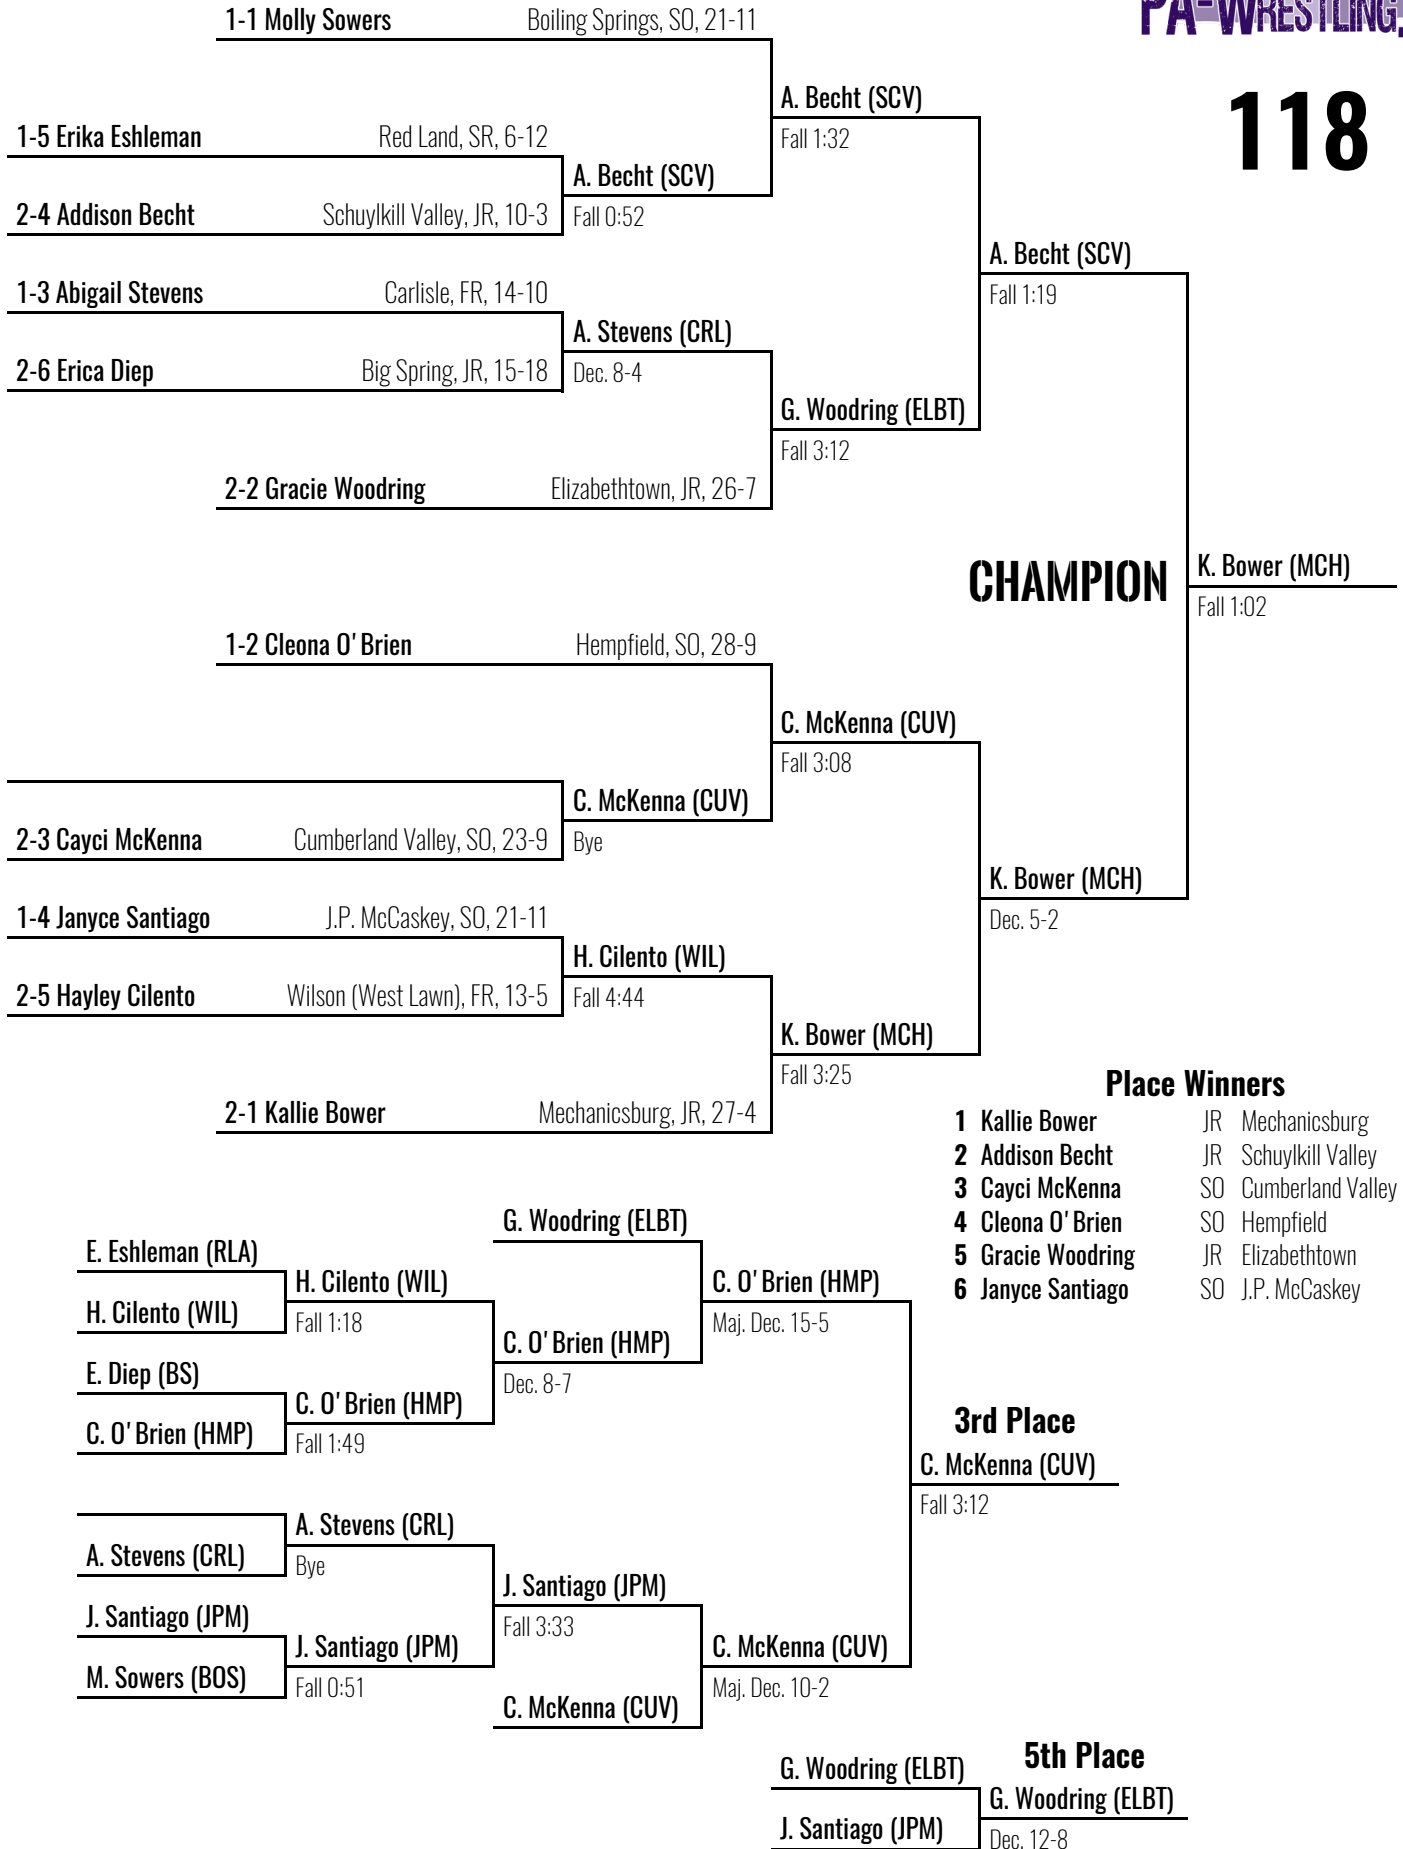 PA-WRESTLING.
118
1-1 Molly Sowers Boiling Springs, SO, 21-11
A. Becht (SCV)
Fall 1:32
1-5 Erika Eshleman Red Land, SR, 6-12
A. Becht (SCV)
2-4 Addison Becht Schuylkill Valley, JR, 10-3
Fall 0:52
A. Becht (SCV)
Fall 1:19
1-3 Abigail Stevens Carlisle, FR, 14-10
A. Stevens (CRL)
2-6 Erica Diep Big Spring, JR, 15-18
Dec. 8-4
G. Woodring (ELBT)
Fall 3:12
2-2 Gracie Woodring Elizabethtown, JR, 26-7
CHAMPION
K. Bower (MCH)
Fall 1:02
1-2 Cleona O'Brien Hempfield, SO, 28-9
C. McKenna (CUV)
Fall 3:08
C. McKenna (CUV)
2-3 Cayci McKenna Cumberland Valley, SO, 23-9
Bye
K. Bower (MCH)
Dec. 5-2
1-4 Janyce Santiago J.P. McCaskey, SO, 21-11
H. Cilento (WIL)
2-5 Hayley Cilento Wilson (West Lawn), FR, 13-5
Fall 4:44
K. Bower (MCH)
Fall 3:25
2-1 Kallie Bower Mechanicsburg, JR, 27-4
Place Winners
1 Kallie Bower JR Mechanicsburg
2 Addison Becht JR Schuylkill Valley
3 Cayci McKenna SO Cumberland Valley
4 Cleona O'Brien SO Hempfield
5 Gracie Woodring JR Elizabethtown
6 Janyce Santiago SO J.P. McCaskey
G. Woodring (ELBT)
E. Eshleman (RLA)
H. Cilento (WIL)
C. O'Brien (HMP)
H. Cilento (WIL)
Fall 1:18
Maj. Dec. 15-5
C. O'Brien (HMP)
E. Diep (BS)
Dec. 8-7
C. O'Brien (HMP)
C. O'Brien (HMP)
Fall 1:49
3rd Place
C. McKenna (CUV)
Fall 3:12
A. Stevens (CRL)
A. Stevens (CRL)
Bye
J. Santiago (JPM)
J. Santiago (JPM)
Fall 3:33
J. Santiago (JPM)
C. McKenna (CUV)
M. Sowers (BOS)
Fall 0:51
Maj. Dec. 10-2
C. McKenna (CUV)
5th Place
G. Woodring (ELBT)
G. Woodring (ELBT)
J. Santiago (JPM)
Dec. 12-8